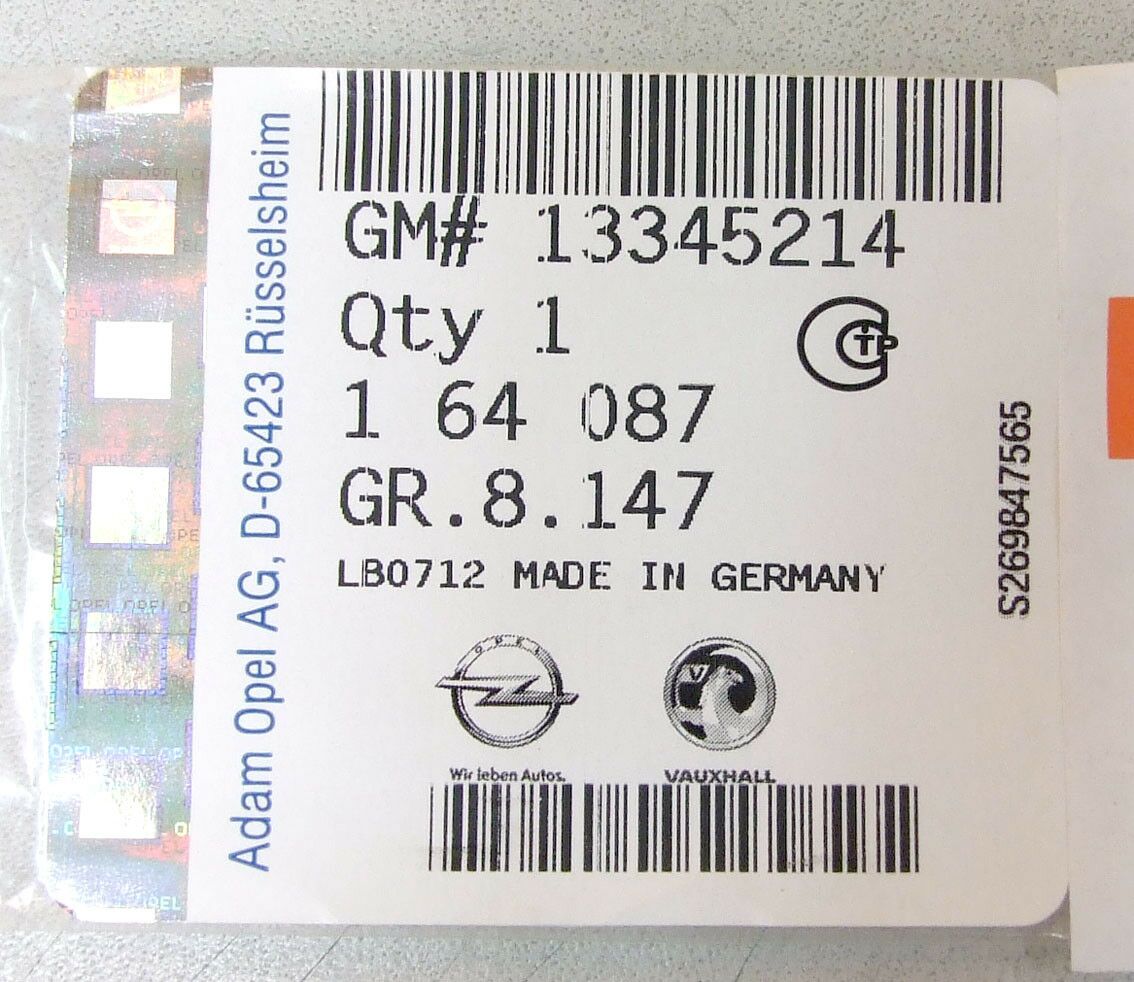 Adam Opel AG, D-65423 Rüsselsheim
GM# 13345214
Qty 1
1 64 087
GR.8.147
LB0712 MADE IN GERMANY
S269847565
OPEL
Wir leben Autos.
V
VAUXHALL